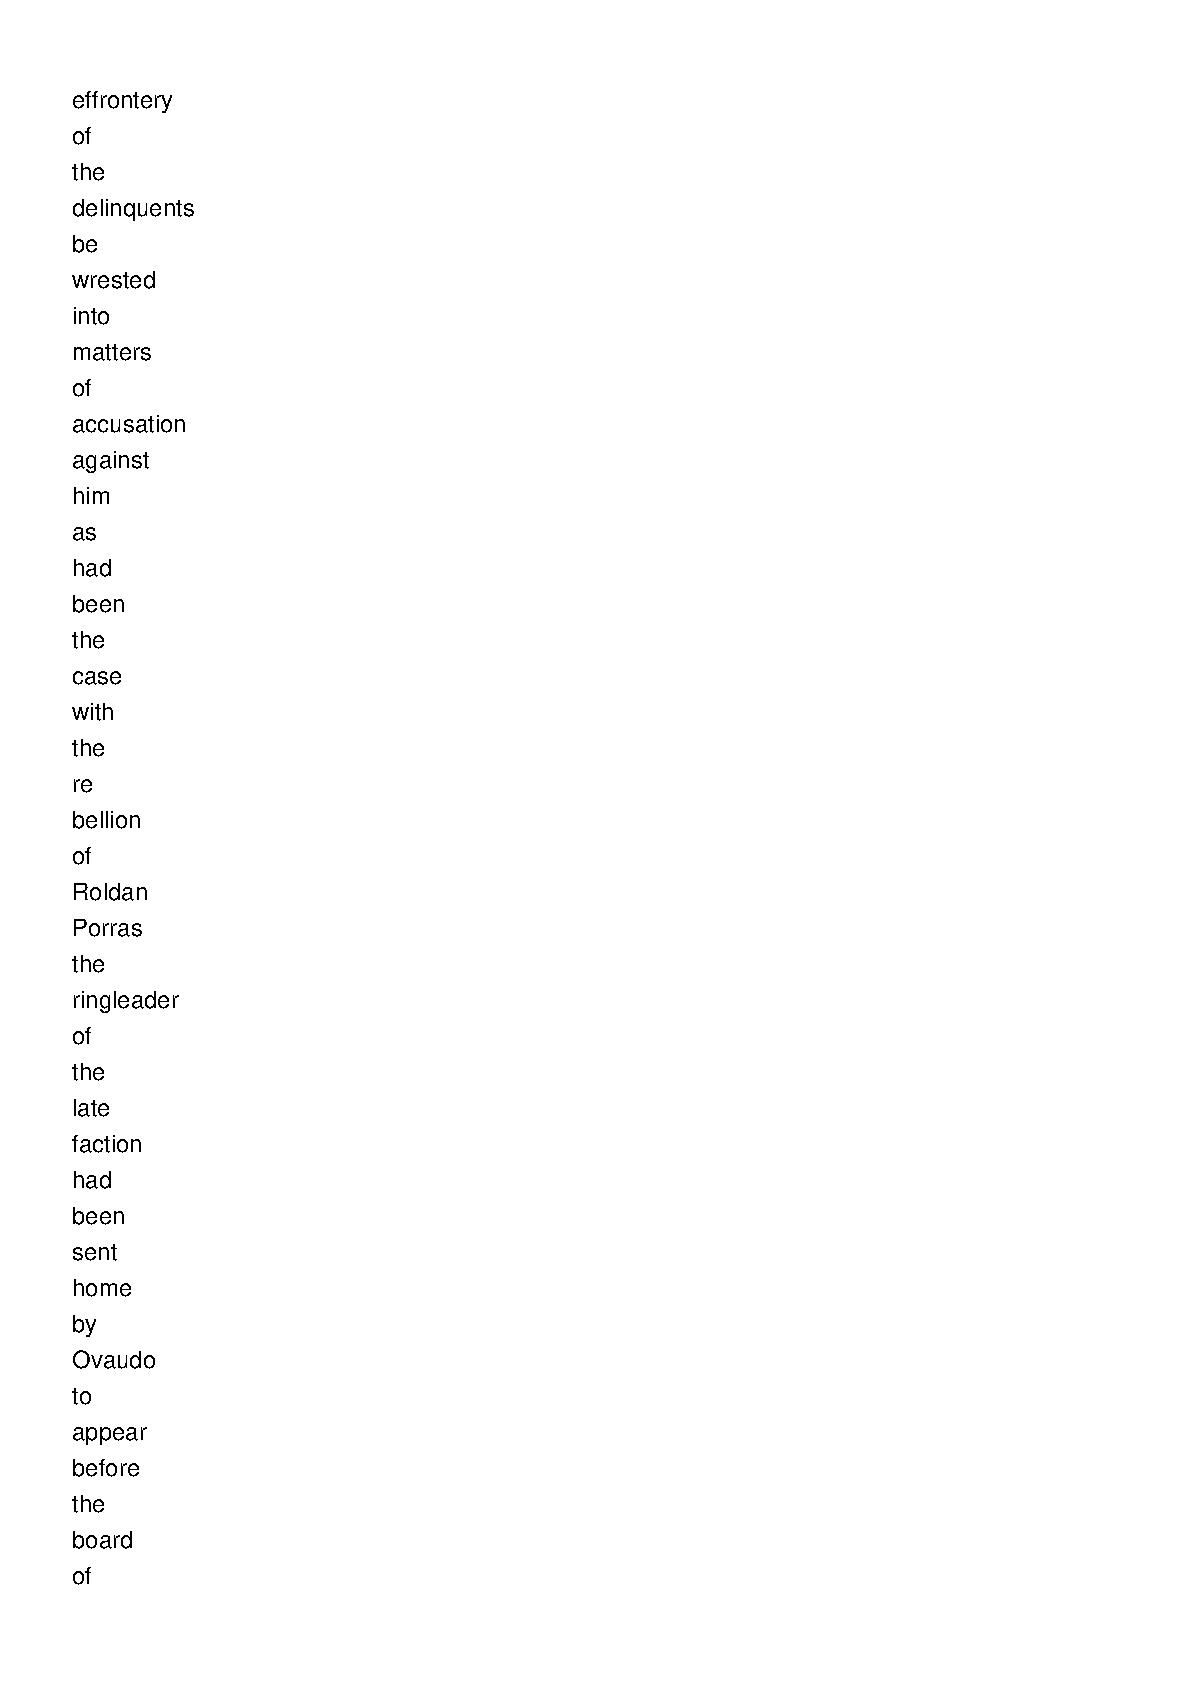 effrontery
of
the
delinquents
be
wrested
into
matters
of
accusation
against
him
as
had
been
the
case
with
the
re
bellion
of
Roldan
Porras
the
ringleader
of
the
late
faction
had
been
sent
home
by
Ovaudo
to
appear
before
the
board
of